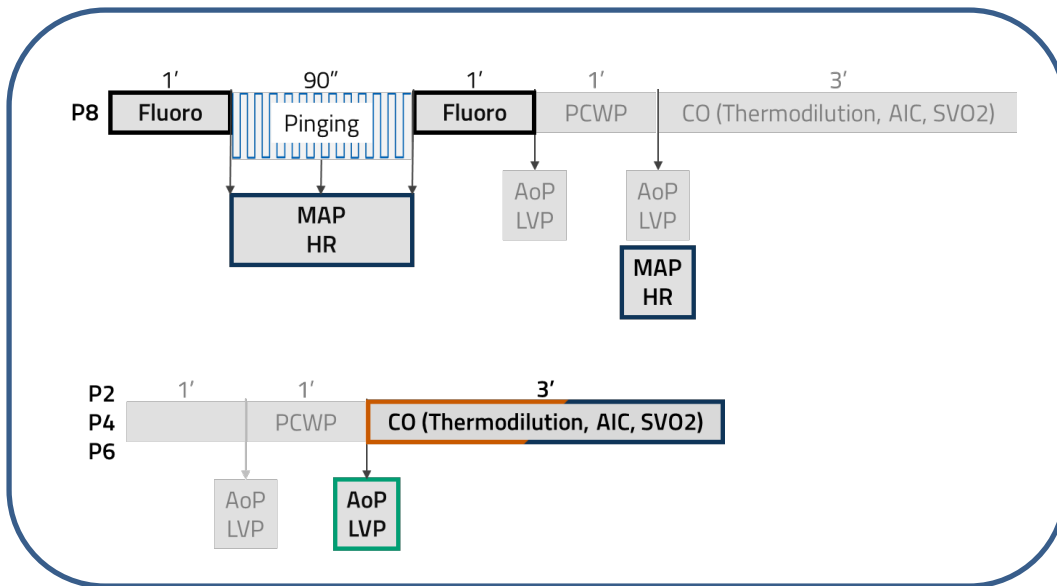 1’ 90” 1’ 1’ 3’
P8 Fluoro Pinging Fluoro PCWP CO (Thermodilution, AIC, SVO2)
MAP
HR
AoP
LVP
AoP
LVP
MAP
HR
P2
P4
P6
1’ 1’ 3’
PCWP CO (Thermodilution, AIC, SVO2)
AoP
LVP
AoP
LVP